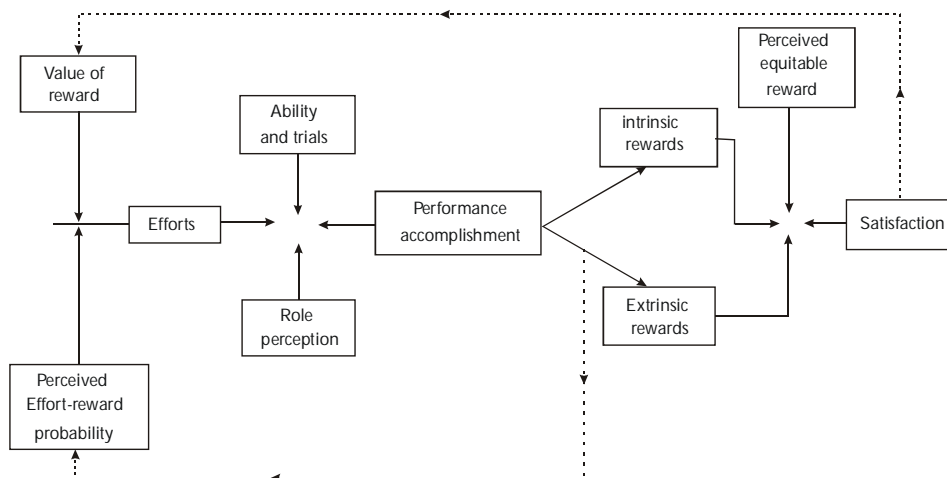 Value of
reward
Ability
and trials
Efforts
Role
perception
Perceived
Effort-reward
probability
Performance
accomplishment
intrinsic
rewards
Extrinsic
rewards
Perceived
equitable
reward
Satisfaction